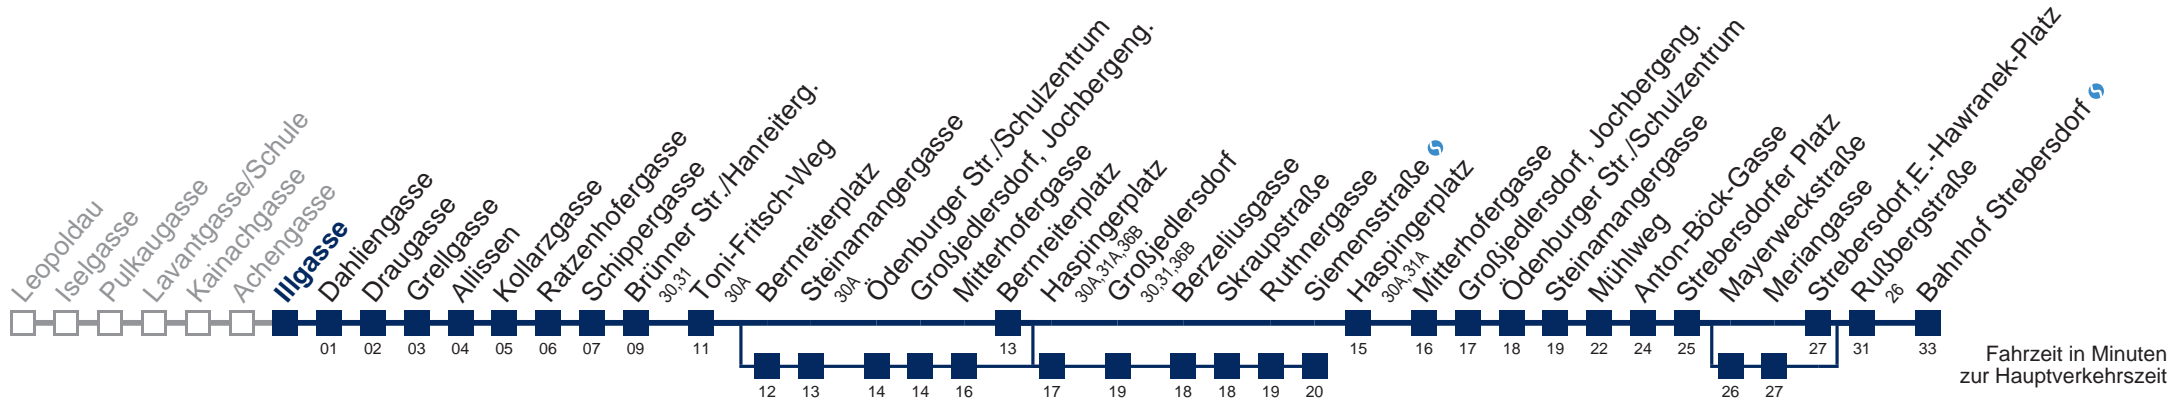 Leopoldau
Iselgasse
Pulkaugasse
Lavantgasse/Schule
Kainachgasse
Achengasse
Illgasse
Dahliengasse
Draugasse
Grellgasse
Allissen
Kollarzgasse
Ratzenhofergasse
Schippergasse
Brünner Str./Hanreiterg.
30,31
Toni-Fritsch-Weg
30A
Bernreiterplatz
Steinamangergasse
30A
Ödenburger Str./Schulzentrum
Großjedlersdorf, Jochbergeng.
Mitterhofergasse
Bernreiterplatz
Haspingerplatz
30A,31A,36B
Großjedlersdorf
30,31,36B
Berzeliusgasse
Skraupstraße
Ruthnergasse
Siemensstraße
Haspingerplatz
30A,31A
Mitterhofergasse
Großjedlersdorf, Jochbergeng.
Ödenburger Str./Schulzentrum
Steinamangergasse
Mühlweg
Anton-Böck-Gasse
Strebersdorfer Platz
Mayerweckstraße
Meriangasse
Strebersdorf,E.-Hawranek-Platz
Rußbergstraße
26
Bahnhof Strebersdorf
01 02 03 04 05 06 07 09 11 13 15 16 17 18 19 22 24 25 27 31 33
12 13 14 14 16 17 19 18 18 19 20 26 27
Fahrzeit in Minuten
zur Hauptverkehrszeit